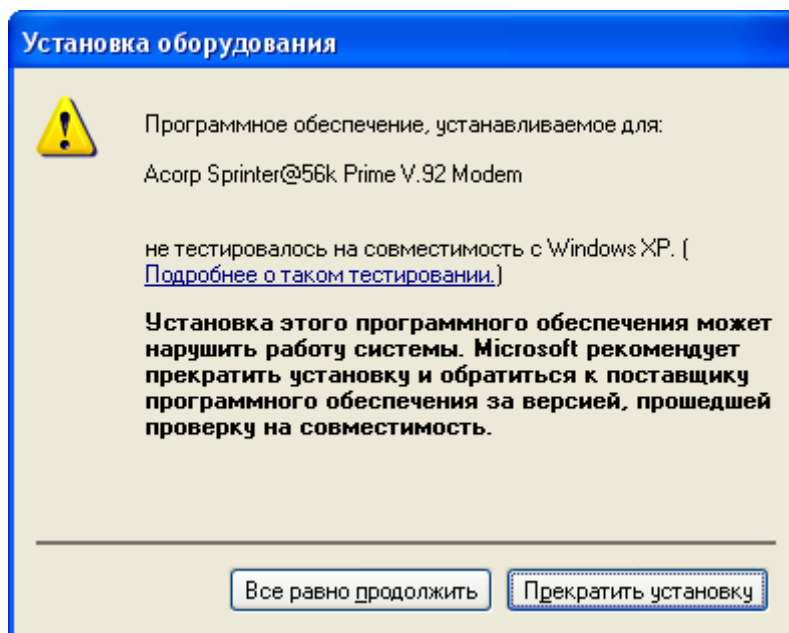 Установка оборудования
Программное обеспечение, устанавливаемое для:
Acorp Sprinter@56k Prime V.92 Modem
не тестировалось на совместимость с Windows XP. (
Подробнее о таком тестировании.)
Установка этого программного обеспечения может
нарушить работу системы. Microsoft рекомендует
прекратить установку и обратиться к поставщику
программного обеспечения за версией, прошедшей
проверку на совместимость.
Все равно продолжить Прекратить установку